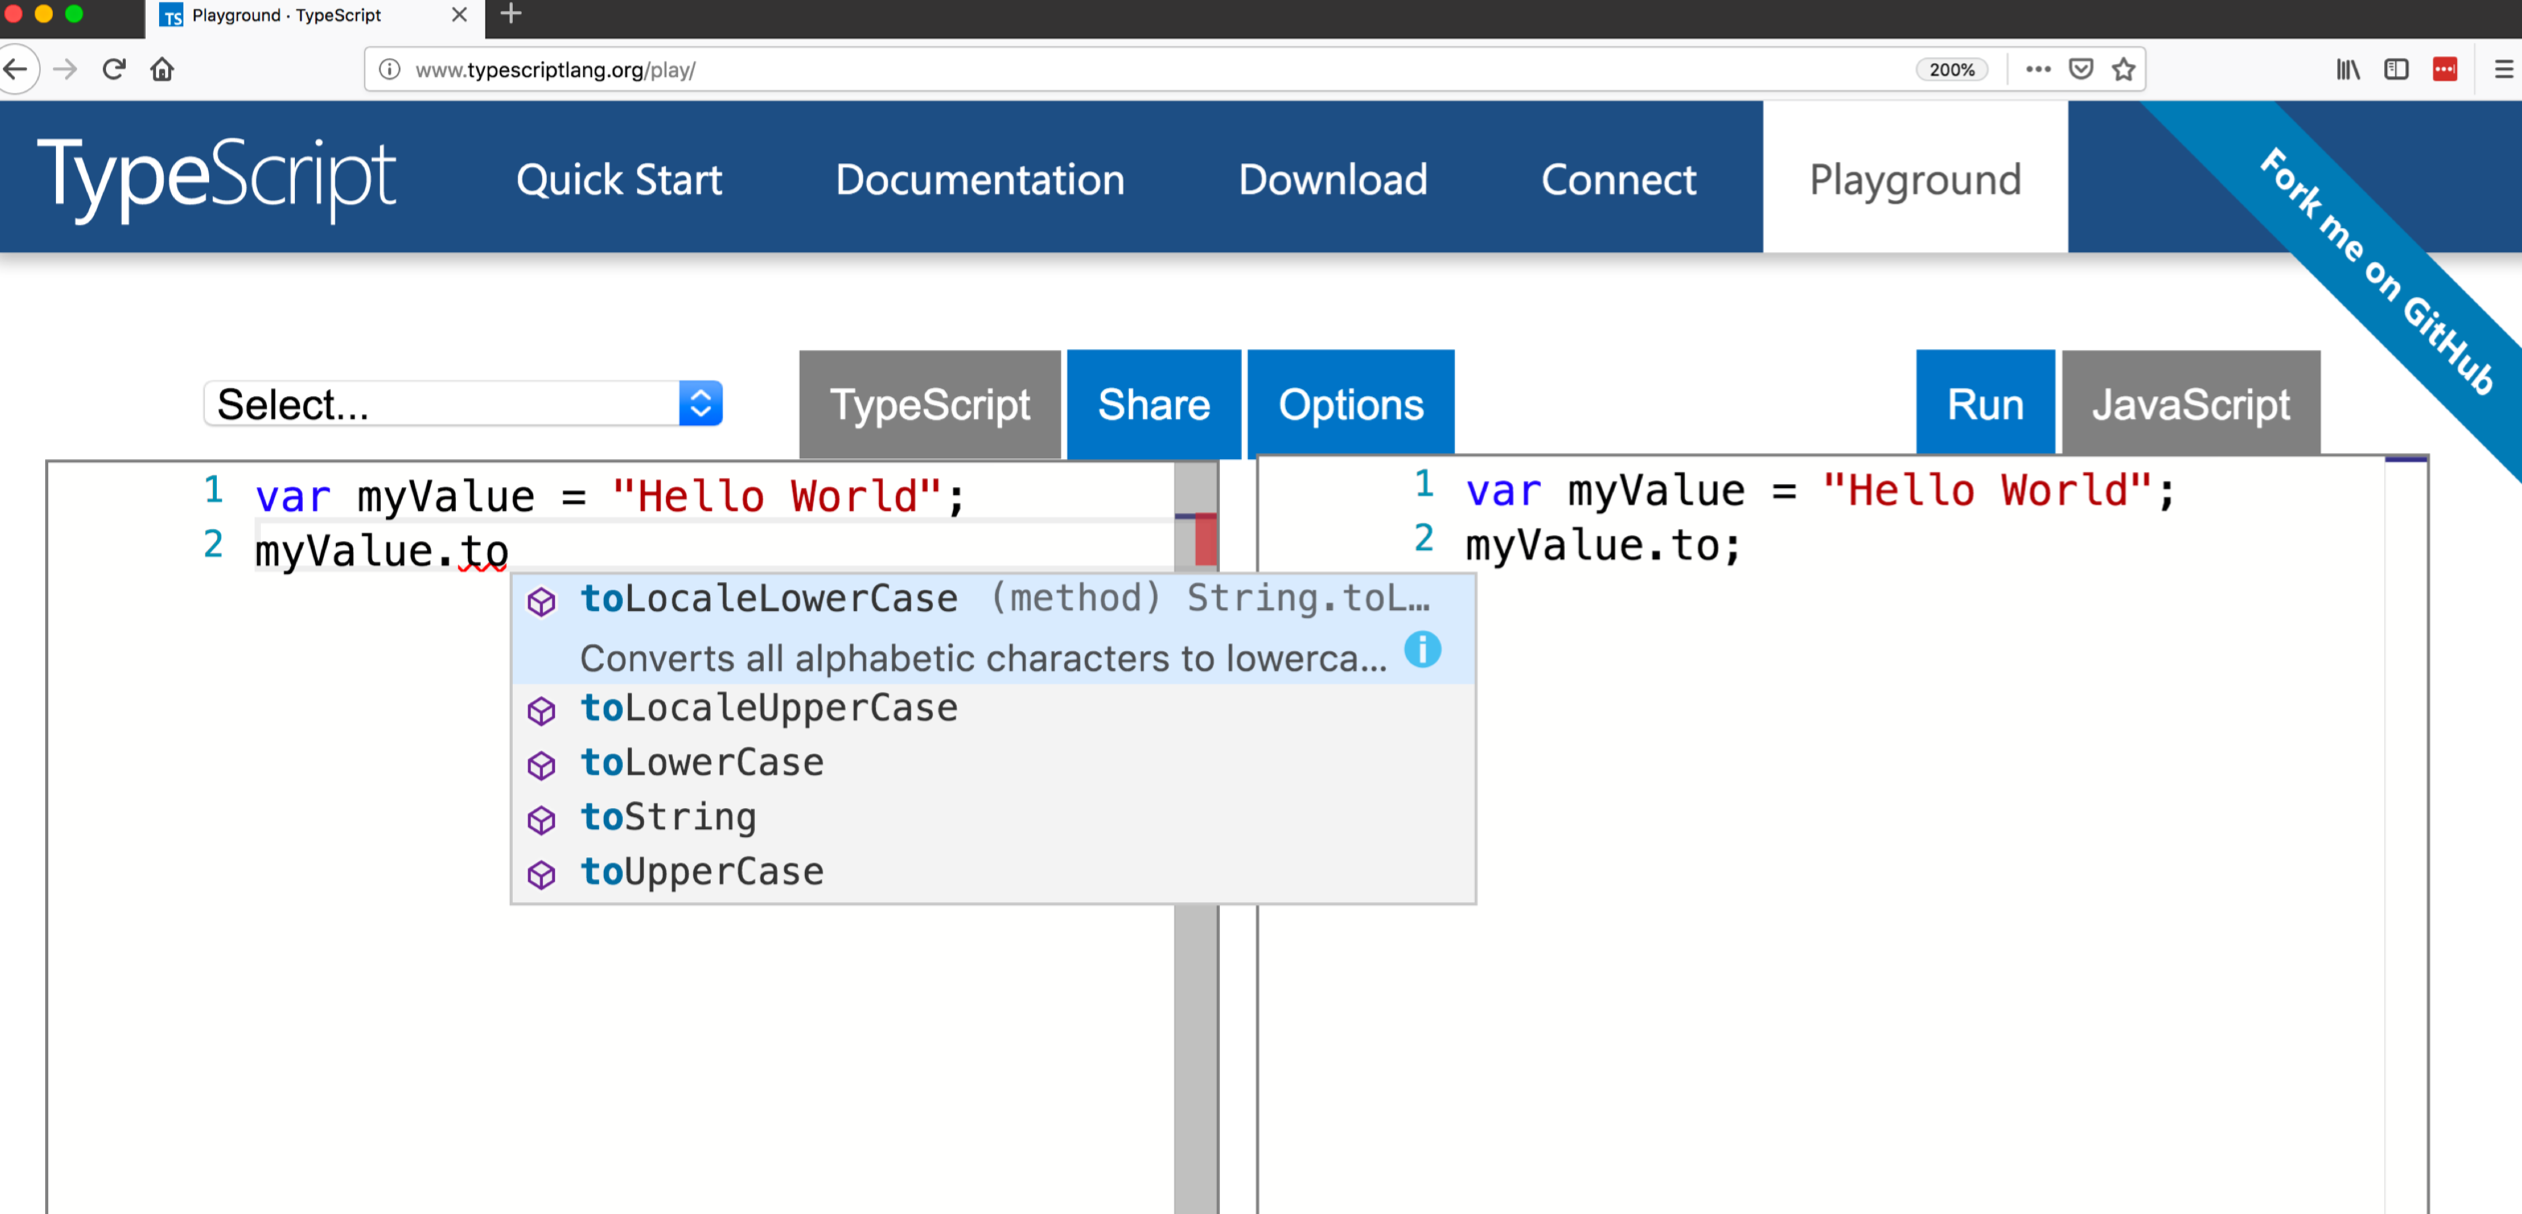 TS Playground · TypeScript
www.typescriptlang.org/play/ 200%
TypeScript Quick Start Documentation Download Connect Playground
Fork me on GitHub
Select... TypeScript Share Options Run JavaScript
1 var myValue = "Hello World";
2 myValue.to
toLocaleLowerCase (method) String.toL…
Converts all alphabetic characters to lowerca…
toLocaleUpperCase
toLowerCase
toString
toUpperCase
1 var myValue = "Hello World";
2 myValue.to;